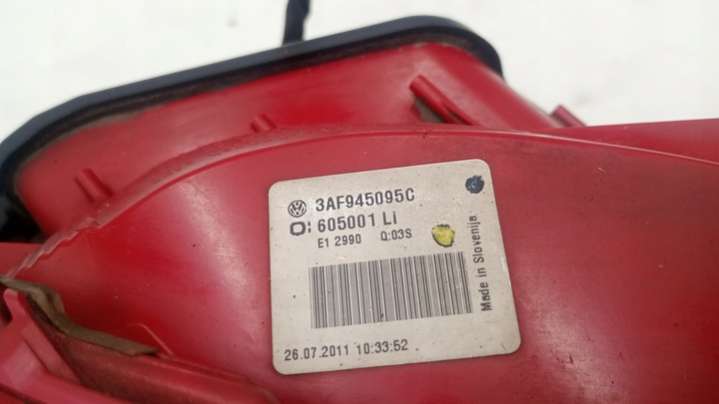 3AF945095C
605001 Li
E1 2990 Q:03S
Made in Slovenija
26.07.2011 10:33:52